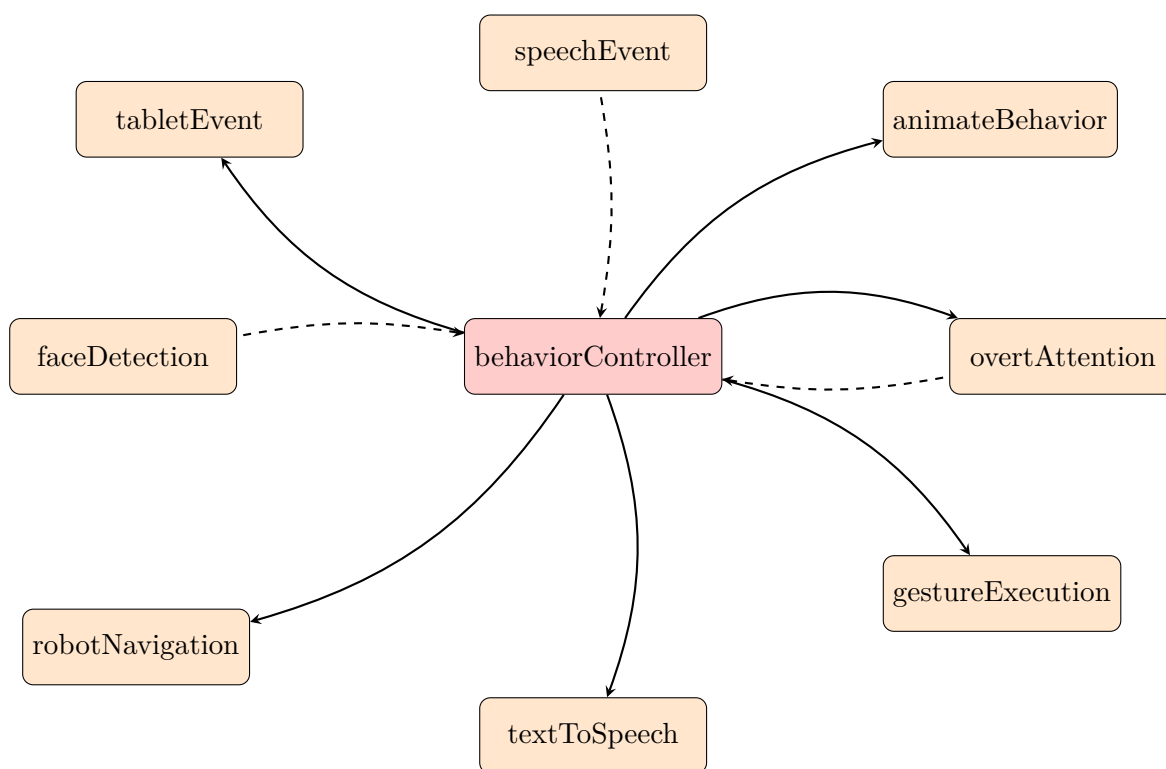 speechEvent
tabletEvent
animateBehavior
faceDetection
behaviorController
overtAttention
gestureExecution
robotNavigation
textToSpeech